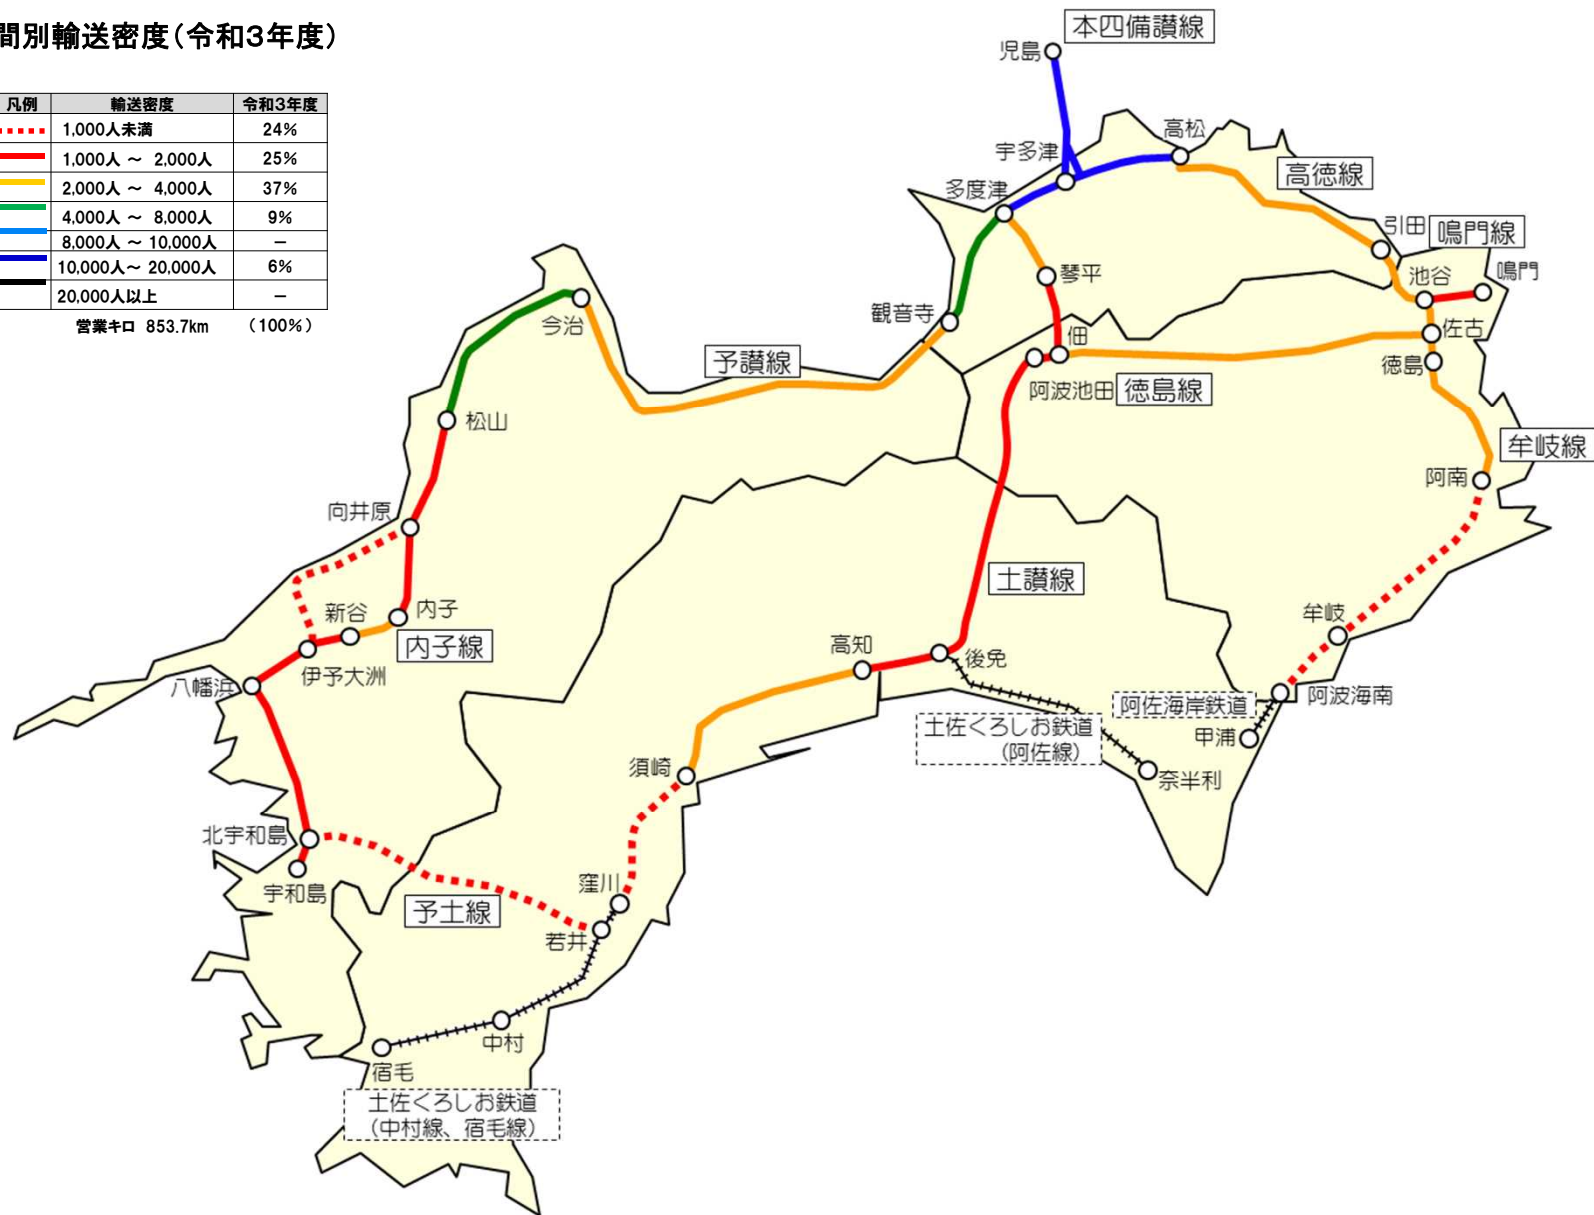 間別輸送密度（令和３年度）
凡例 輸送密度 令和3年度
1,000人未満 24%
1,000人 ～ 2,000人 25%
2,000人 ～ 4,000人 37%
4,000人 ～ 8,000人 9%
8,000人 ～ 10,000人 －
10,000人～ 20,000人 6%
20,000人以上 －
営業キロ 853.7km （100%）
本四備讃線
児島
高松
宇多津
高徳線
多度津
引田
鳴門線
琴平
池谷
鳴門
今治
観音寺
佐古
佃
予讃線
徳島
阿波池田
徳島線
松山
牟岐線
阿南
向井原
土讃線
新谷
内子
牟岐
内子線
高知
後免
伊予大洲
八幡浜
阿波海南
阿佐海岸鉄道
土佐くろしお鉄道
（阿佐線）
甲浦
須崎
奈半利
北宇和島
宇和島
窪川
予土線
若井
中村
宿毛
土佐くろしお鉄道
（中村線、宿毛線）